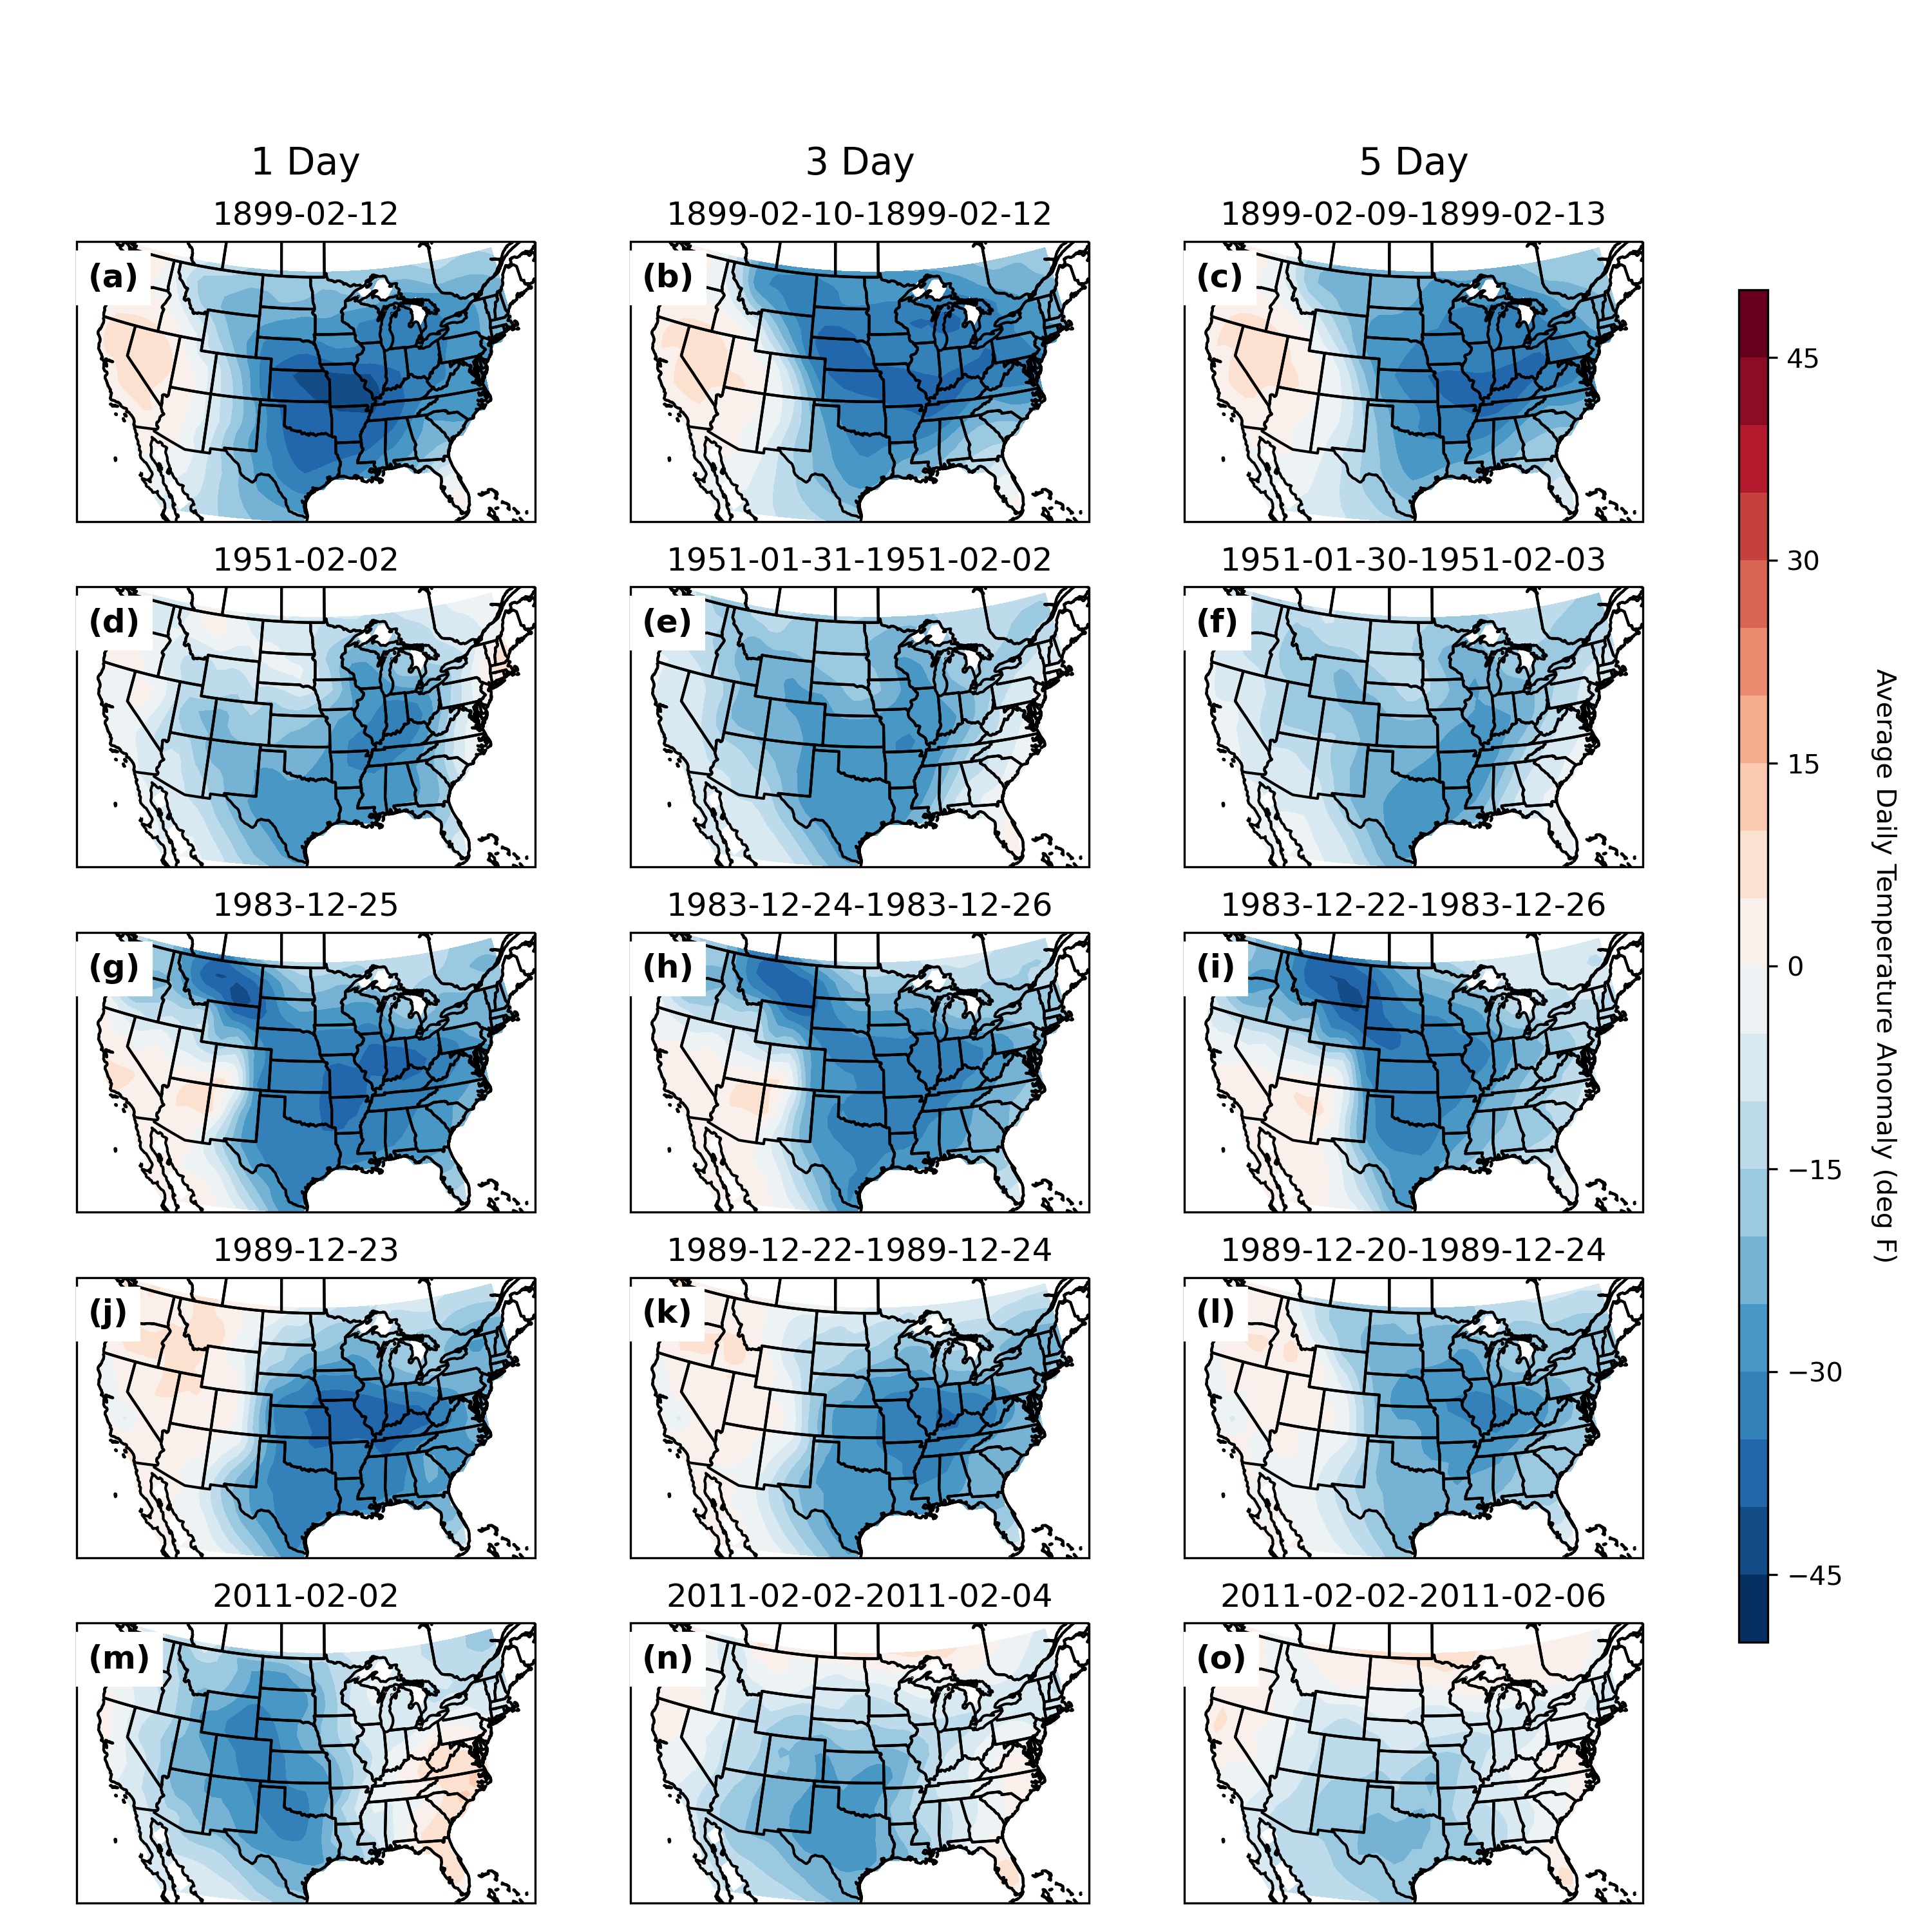 1 Day
3 Day
5 Day
1899-02-12
1899-02-10-1899-02-12
1899-02-09-1899-02-13
(a)
(b)
(c)
1951-02-02
1951-01-31-1951-02-02
1951-01-30-1951-02-03
(d)
(e)
(f)
1983-12-25
1983-12-24-1983-12-26
1983-12-22-1983-12-26
(g)
(h)
(i)
1989-12-23
1989-12-22-1989-12-24
1989-12-20-1989-12-24
(j)
(k)
(l)
2011-02-02
2011-02-02-2011-02-04
2011-02-02-2011-02-06
(m)
(n)
(o)
45
30
15
0
−15
−30
−45
Average Daily Temperature Anomaly (deg F)